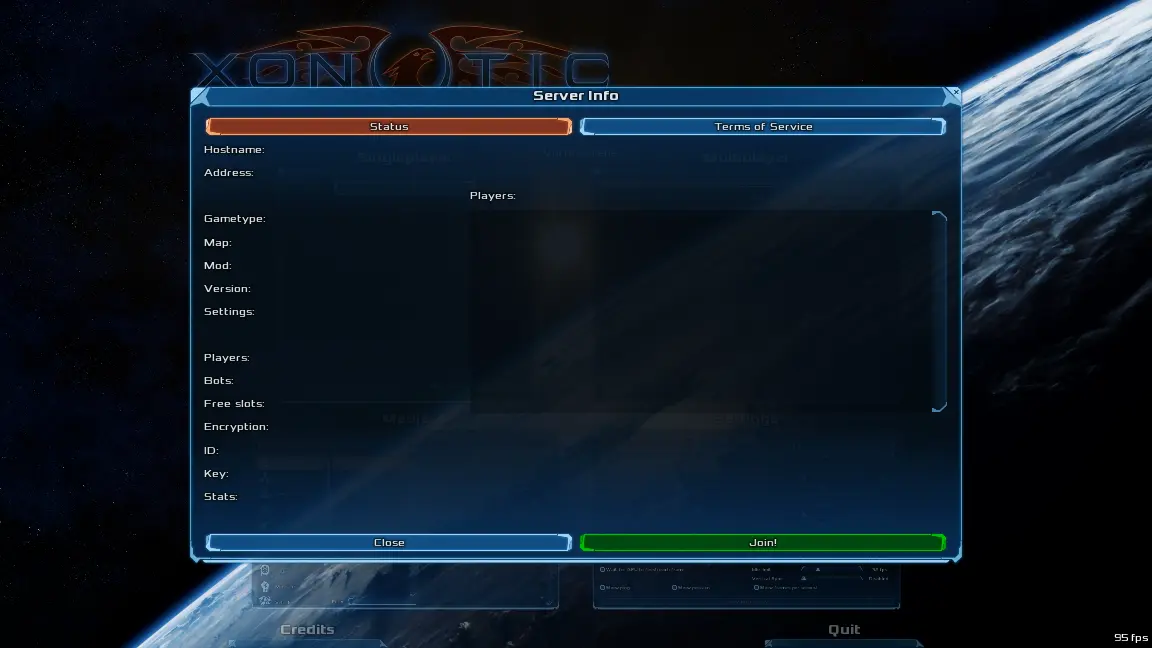 XONOTIC
Server Info
Status
Terms of Service
Hostname:
Address:
Players:
Gametype:
Map:
Mod:
Version:
Settings:
Players:
Bots:
Free slots:
Encryption:
ID:
Key:
Stats:
Close
Join!
Credits
Quit
95 fps